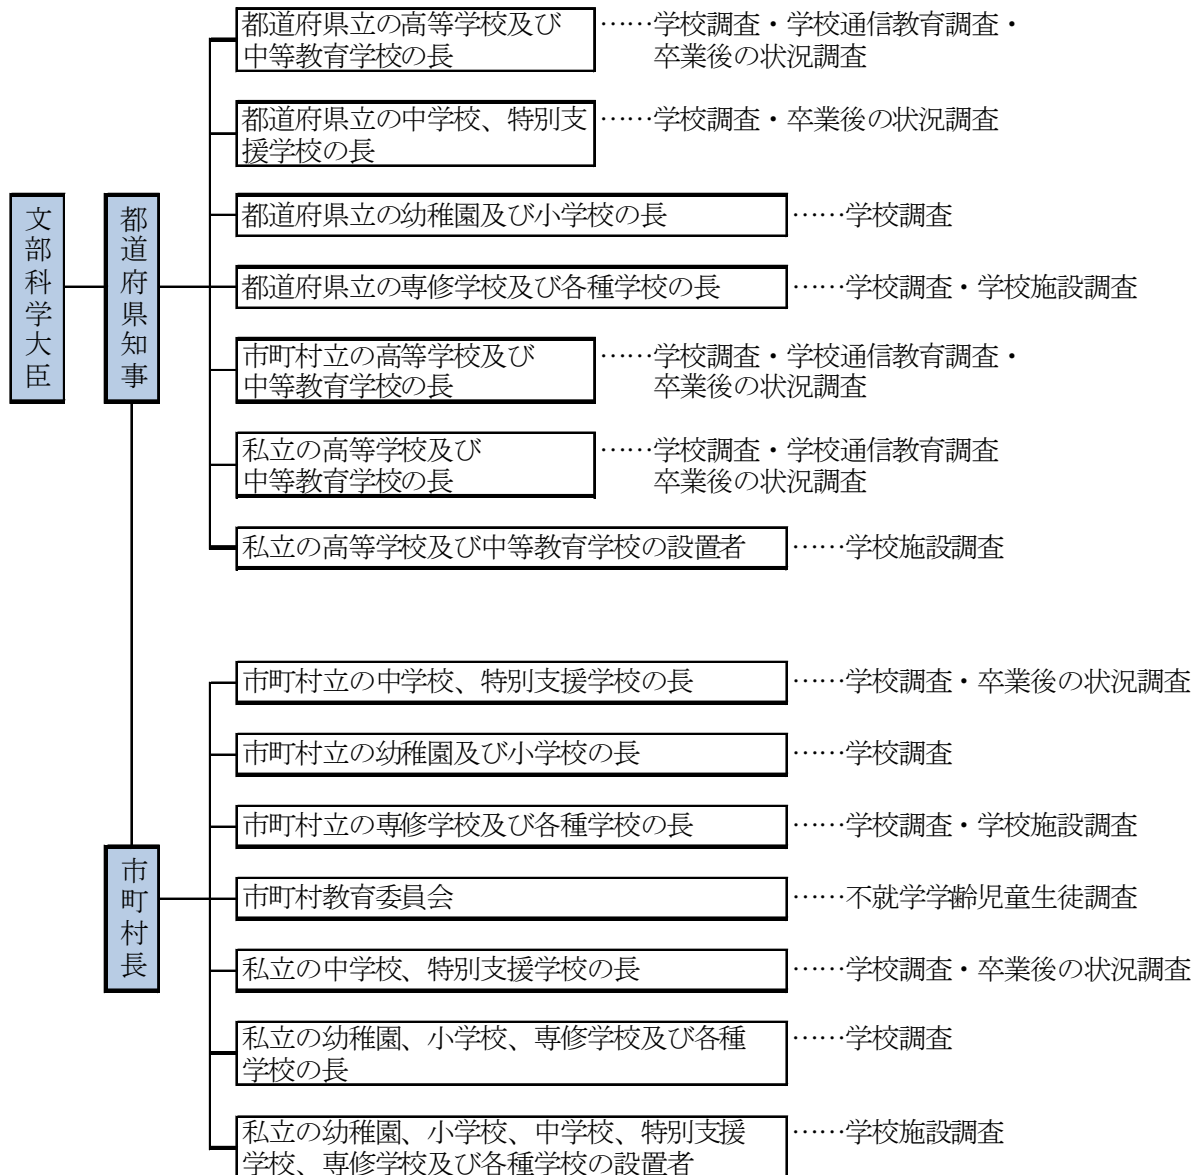 都道府県立の高等学校及び
中等教育学校の長
……学校調査・学校通信教育調査・
卒業後の状況調査
都道府県立の中学校、特別支
援学校の長
……学校調査・卒業後の状況調査
文部科学大臣
都道府県知事
都道府県立の幼稚園及び小学校の長
……学校調査
都道府県立の専修学校及び各種学校の長
……学校調査・学校施設調査
市町村立の高等学校及び
中等教育学校の長
……学校調査・学校通信教育調査・
卒業後の状況調査
私立の高等学校及び
中等教育学校の長
……学校調査・学校通信教育調査
卒業後の状況調査
私立の高等学校及び中等教育学校の設置者
……学校施設調査
市町村立の中学校、特別支援学校の長
……学校調査・卒業後の状況調査
市町村立の幼稚園及び小学校の長
……学校調査
市町村立の専修学校及び各種学校の長
……学校調査・学校施設調査
市町村長
市町村教育委員会
……不就学学齢児童生徒調査
私立の中学校、特別支援学校の長
……学校調査・卒業後の状況調査
私立の幼稚園、小学校、専修学校及び各種
学校の長
……学校調査
私立の幼稚園、小学校、中学校、特別支援
学校、専修学校及び各種学校の設置者
……学校施設調査